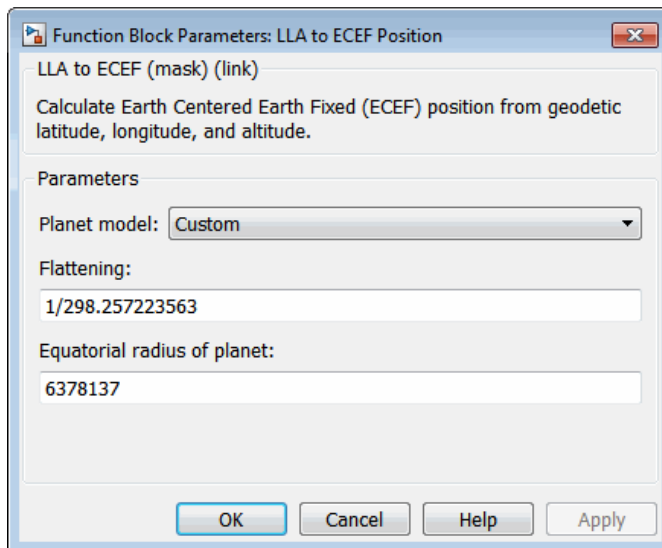 Function Block Parameters: LLA to ECEF Position
LLA to ECEF (mask) (link)
Calculate Earth Centered Earth Fixed (ECEF) position from geodetic
latitude, longitude, and altitude.
Parameters
Planet model: Custom
Flattening:
1/298.257223563
Equatorial radius of planet:
6378137
OK Cancel Help Apply